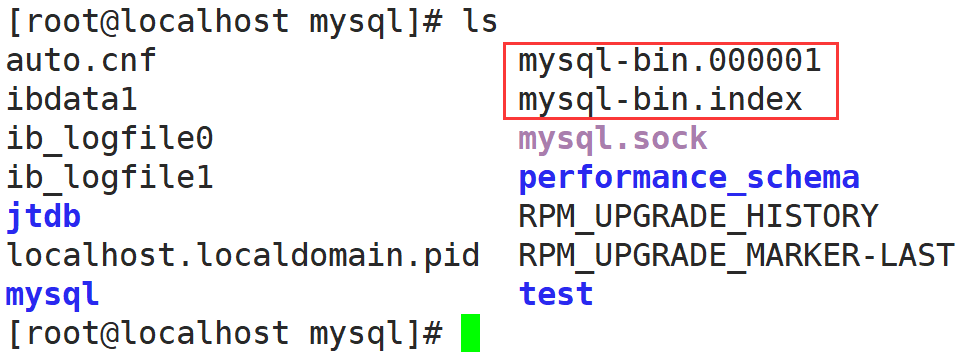 [root@localhost mysql]# ls
auto.cnf mysql-bin.000001
ibdata1 mysql-bin.index
ib_logfile0 mysql.sock
ib_logfile1 performance_schema
jtdb RPM_UPGRADE_HISTORY
localhost.localdomain.pid RPM_UPGRADE_MARKER-LAST
mysql test
[root@localhost mysql]#